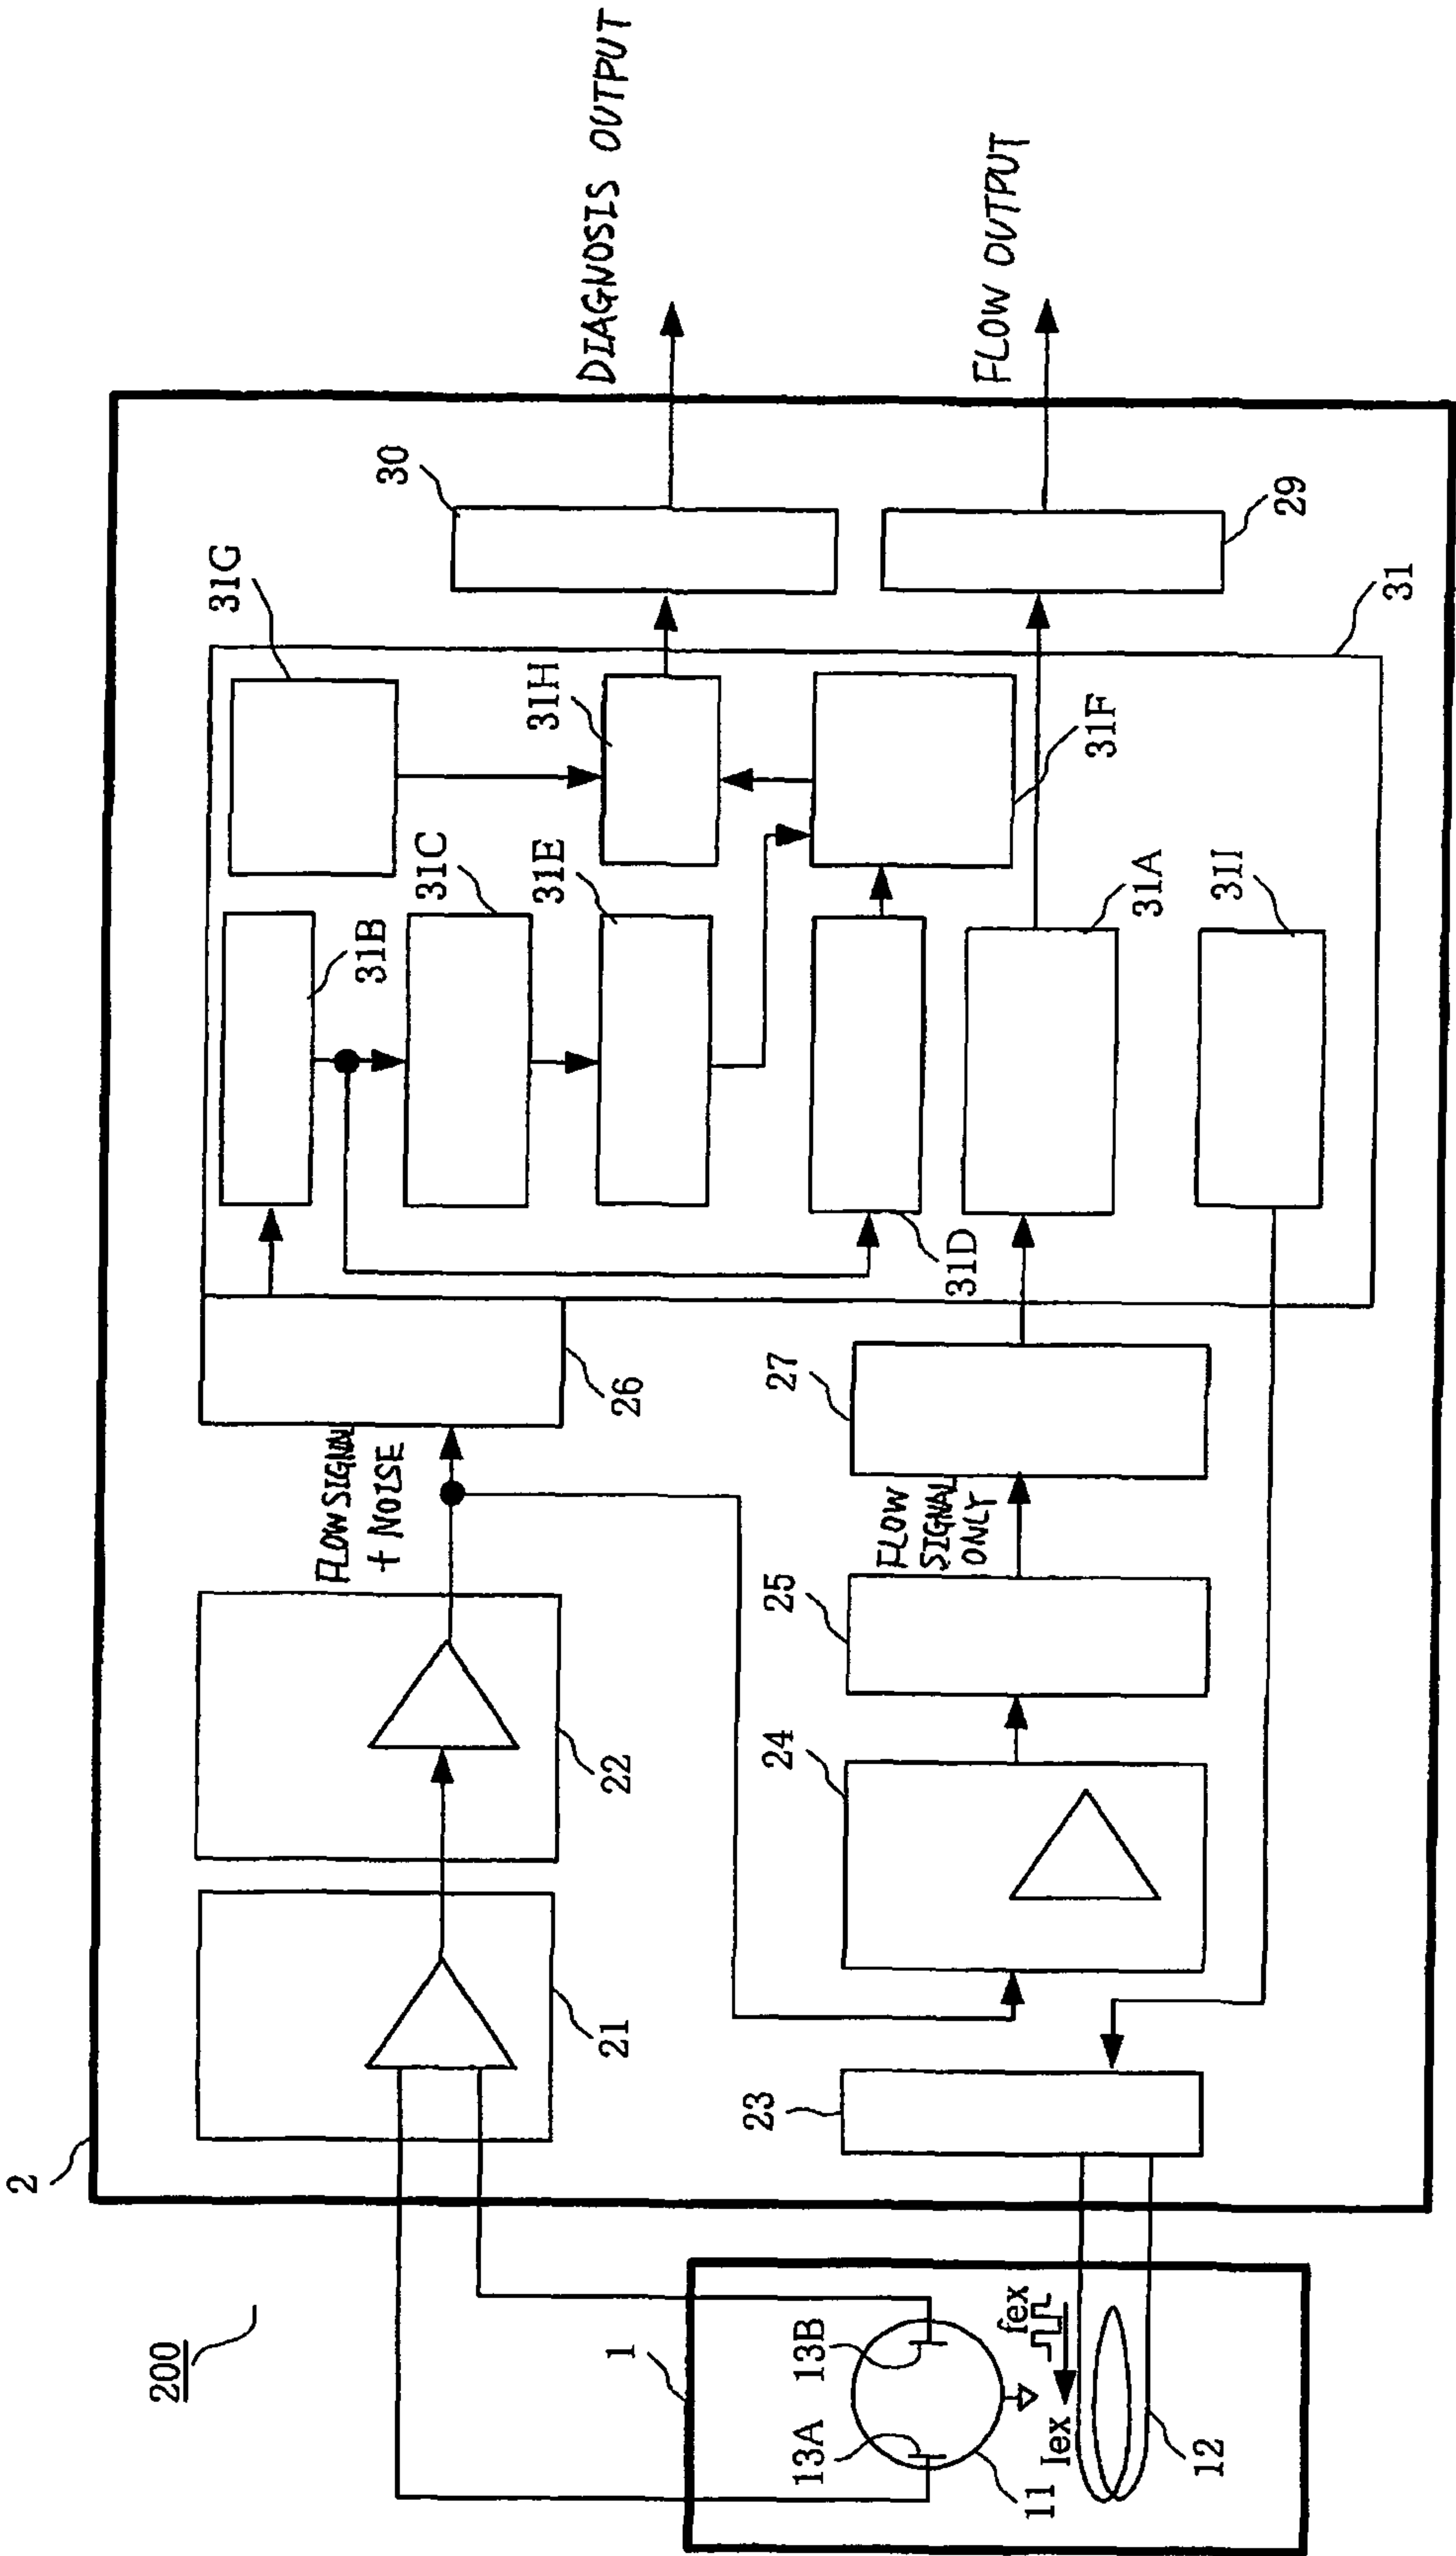 200
2
1
21
22
FLOW SIGNAL
+ NOISE
26
31B
31C
31E
31G
31H
30
DIAGNOSIS OUTPUT
31D
31F
31A
31I
31
29
FLOW OUTPUT
23
24
25
FLOW
SIGNAL
ONLY
27
13A
13B
11
Iex
fex
12